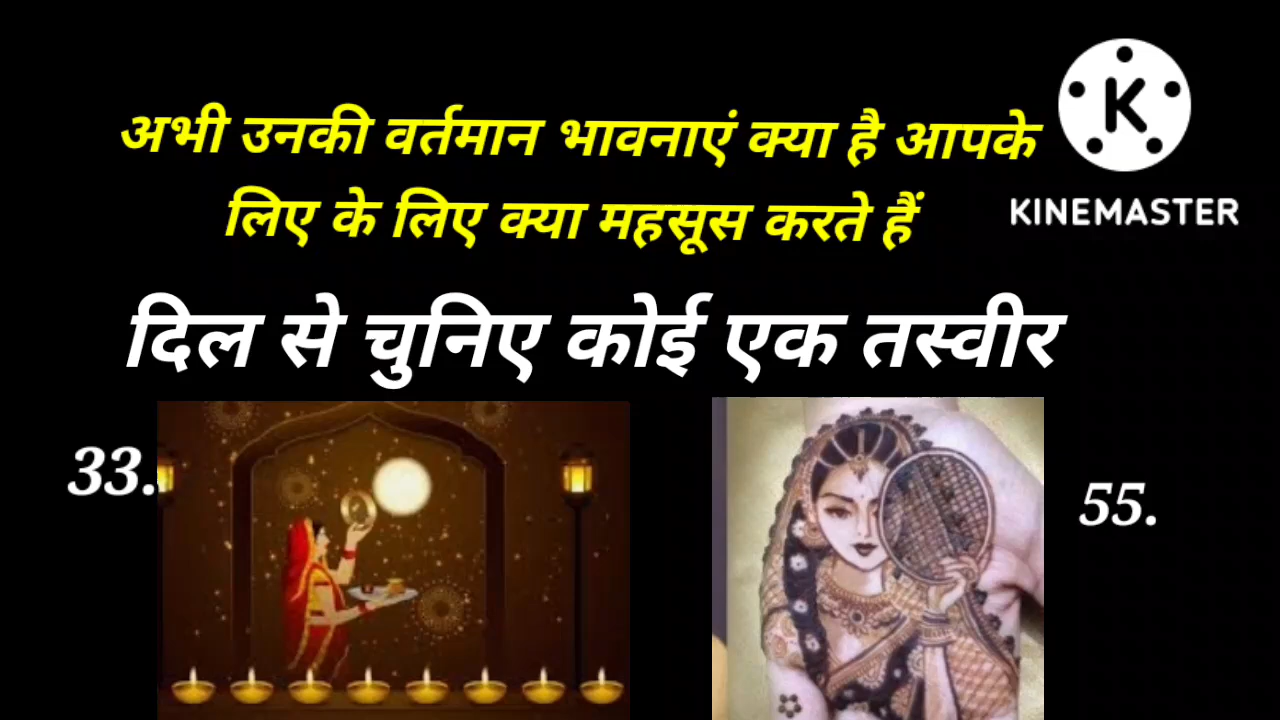 अभी उनकी वर्तमान भावनाएं क्या है आपके
लिए के लिए क्या महसूस करते हैं
K
KINEMASTER
दिल से चुनिए कोई एक तस्वीर
33.
55.